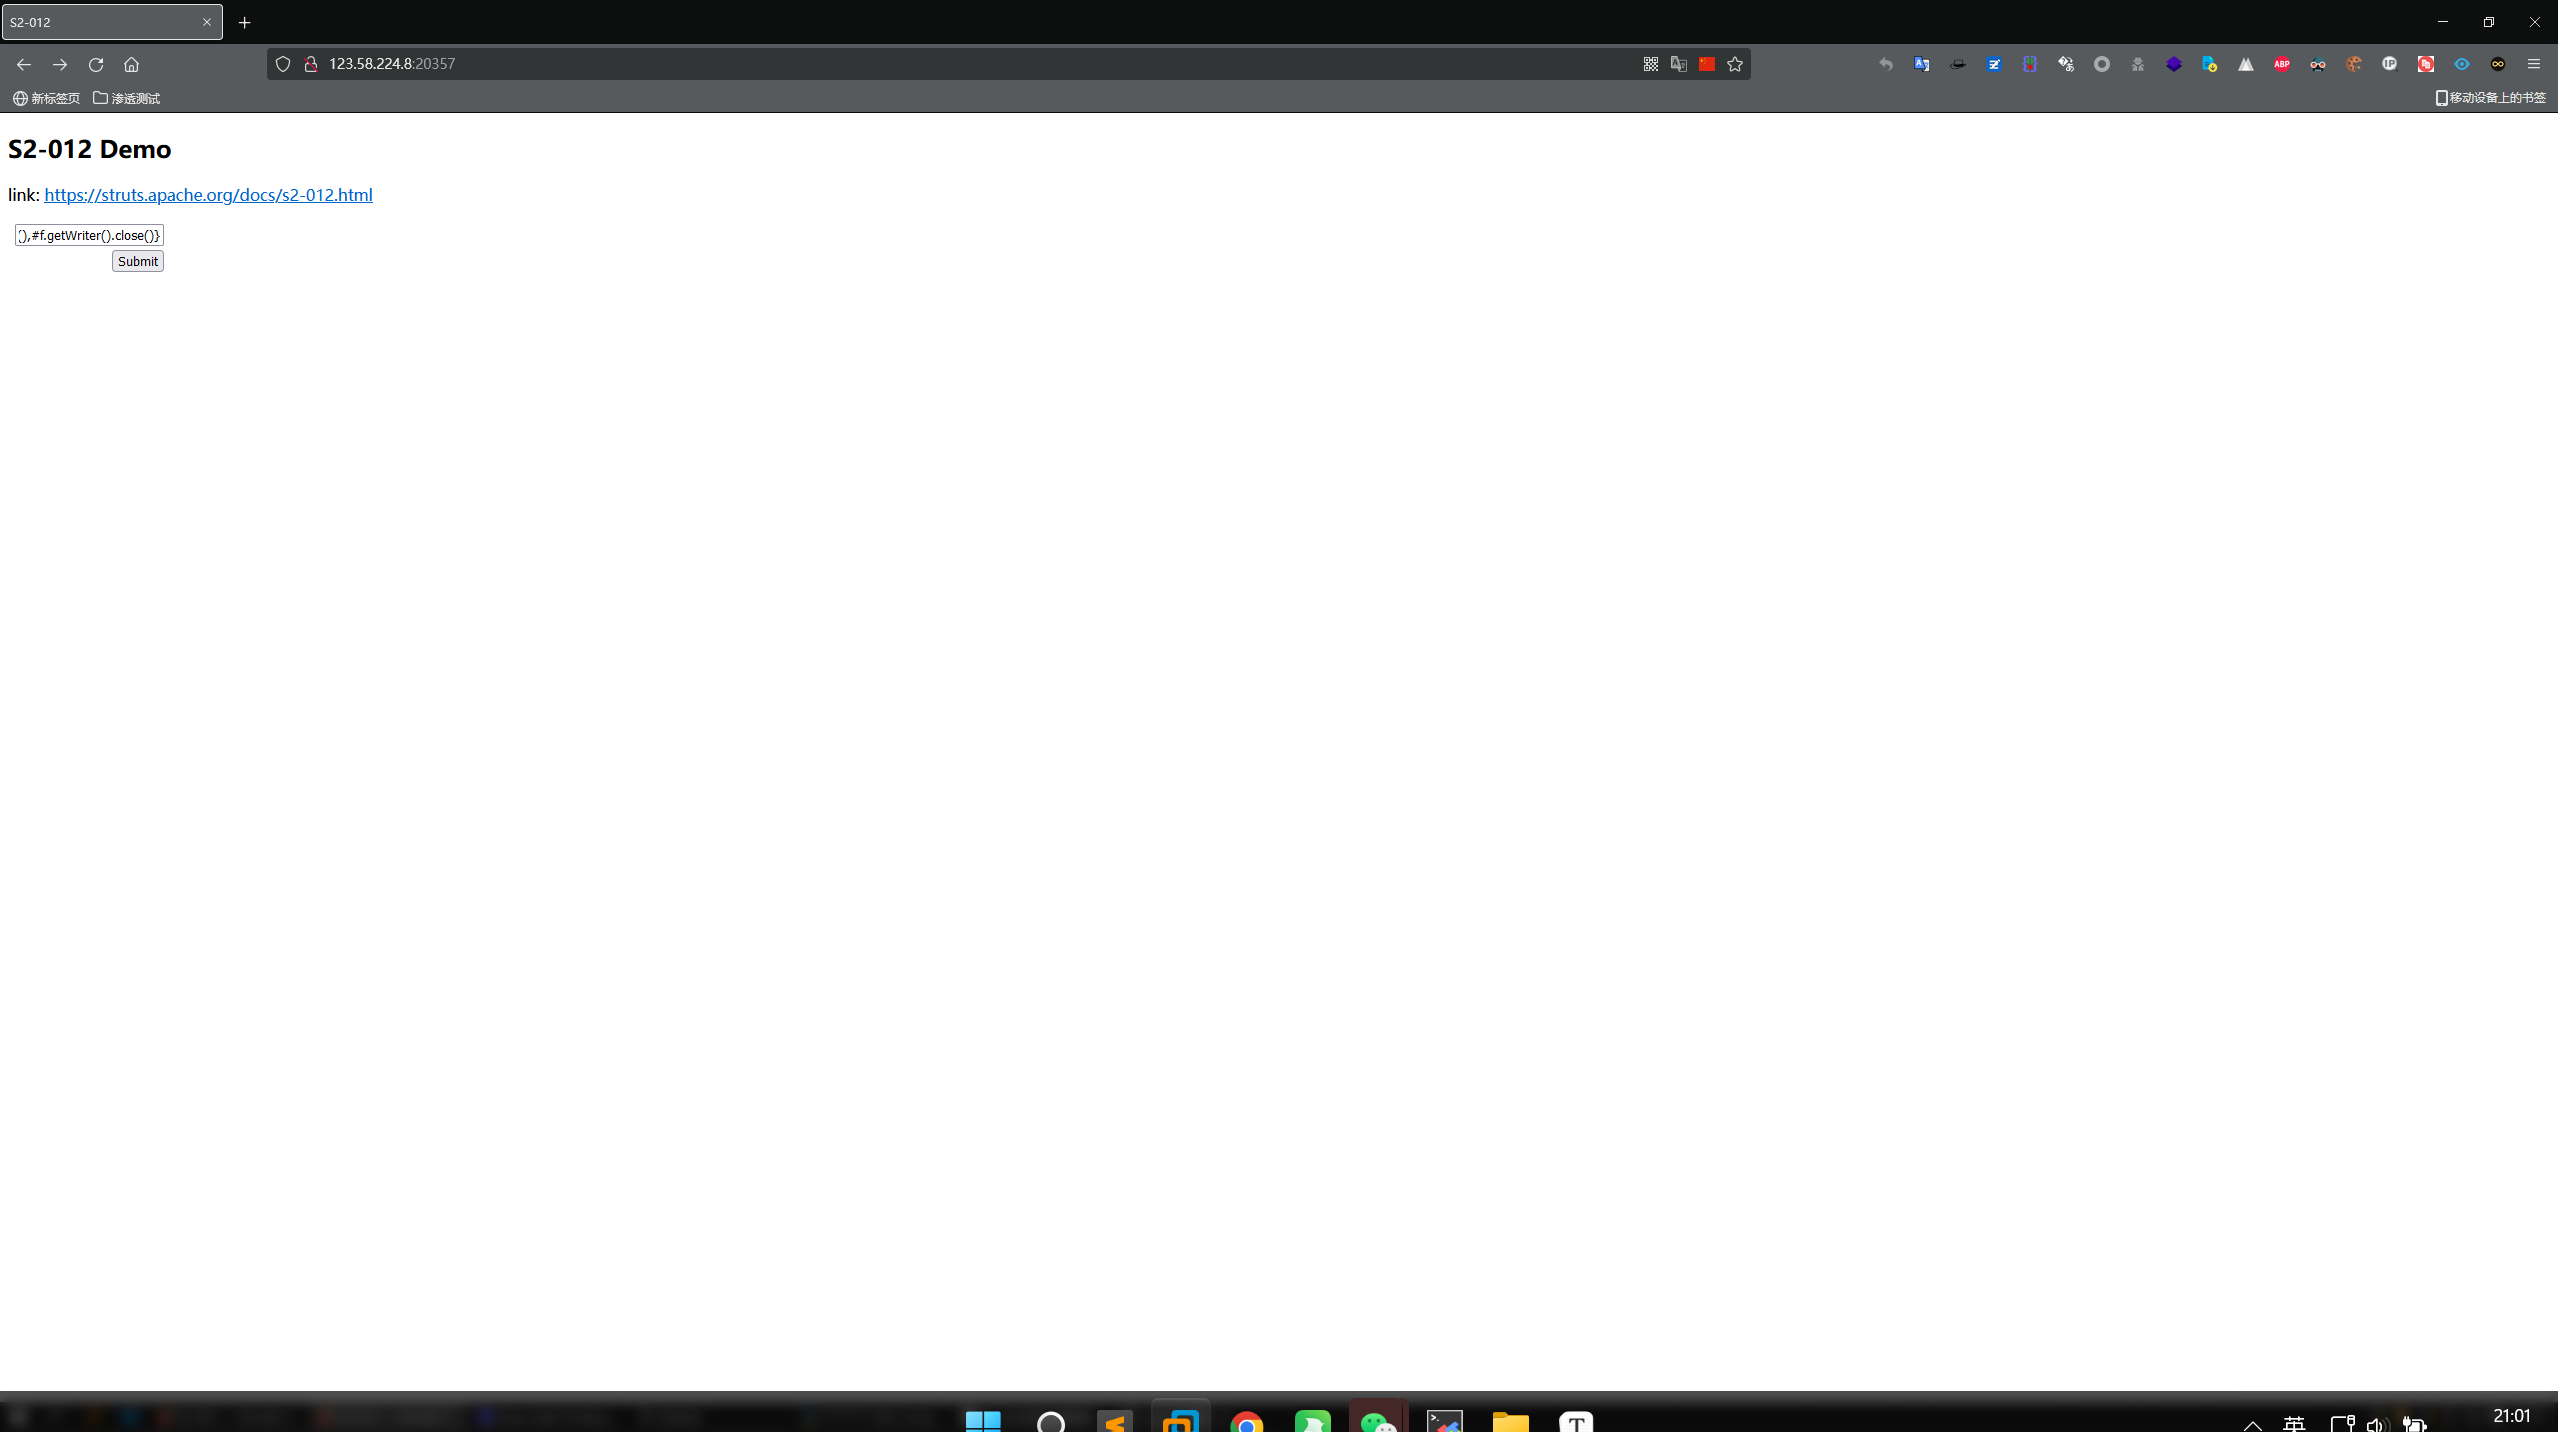 S2-012
123.58.224.8:20357
ABP
IP
新标签页
渗透测试
移动设备上的书签
S2-012 Demo
link: https://struts.apache.org/docs/s2-012.html
(),#f.getWriter().close()}
Submit
T
英
21:01